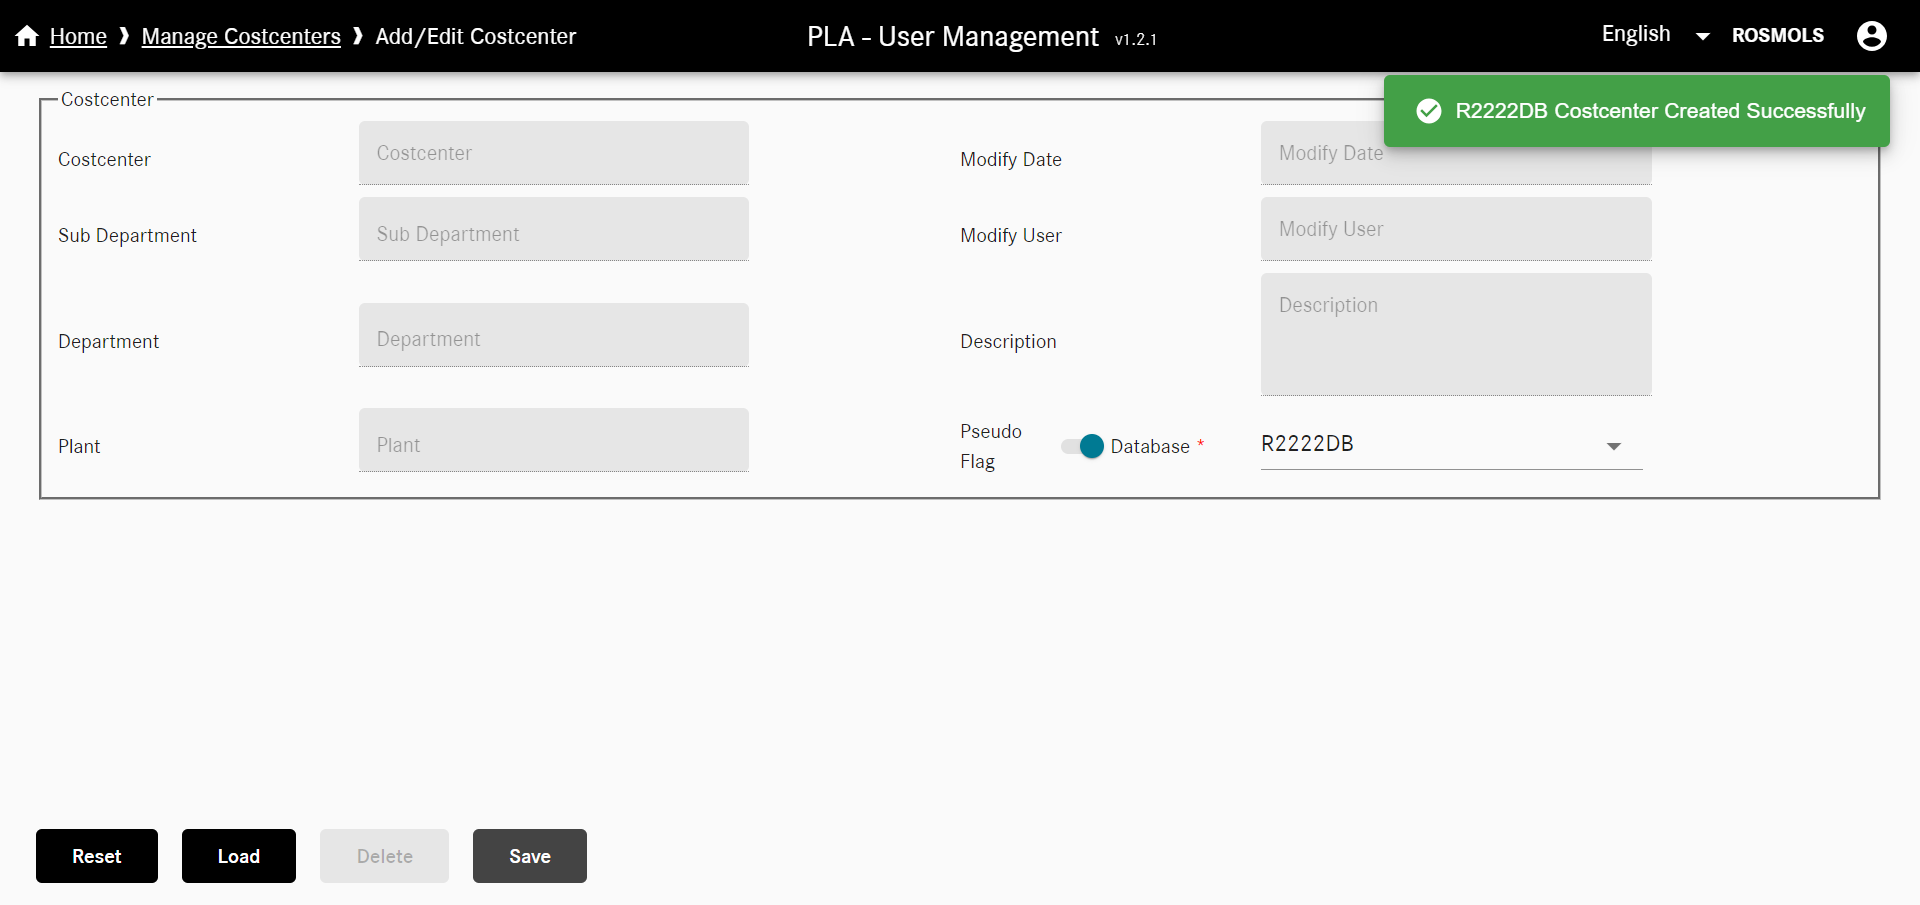 Home ❱ Manage Costcenters ❱ Add/Edit Costcenter
PLA - User Management v1.2.1
English
ROSMOLS
R2222DB Costcenter Created Successfully
Costcenter
Costcenter
Costcenter
Modify Date
Modify Date
Sub Department
Sub Department
Modify User
Modify User
Department
Department
Description
Description
Plant
Plant
Pseudo
Flag
Database *
R2222DB
Reset
Load
Delete
Save